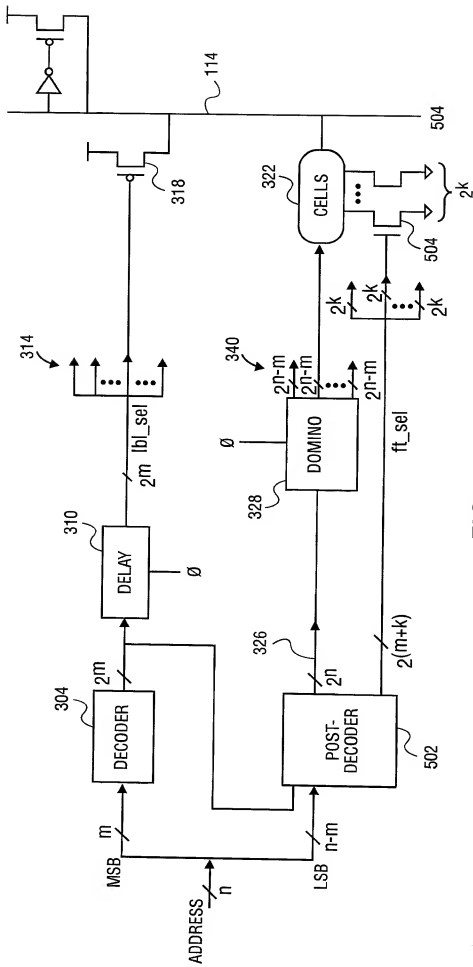 ADDRESS
n
MSB
m
LSB
n-m
304
DECODER
2m
310
DELAY
Ø
2m
lbl_sel
314
318
114
504
POST-
DECODER
502
326
2n
328
DOMINO
Ø
340
2n-m
2n-m
2n-m
322
CELLS
504
2k
2(m+k)
ft_sel
2k
2k
2k